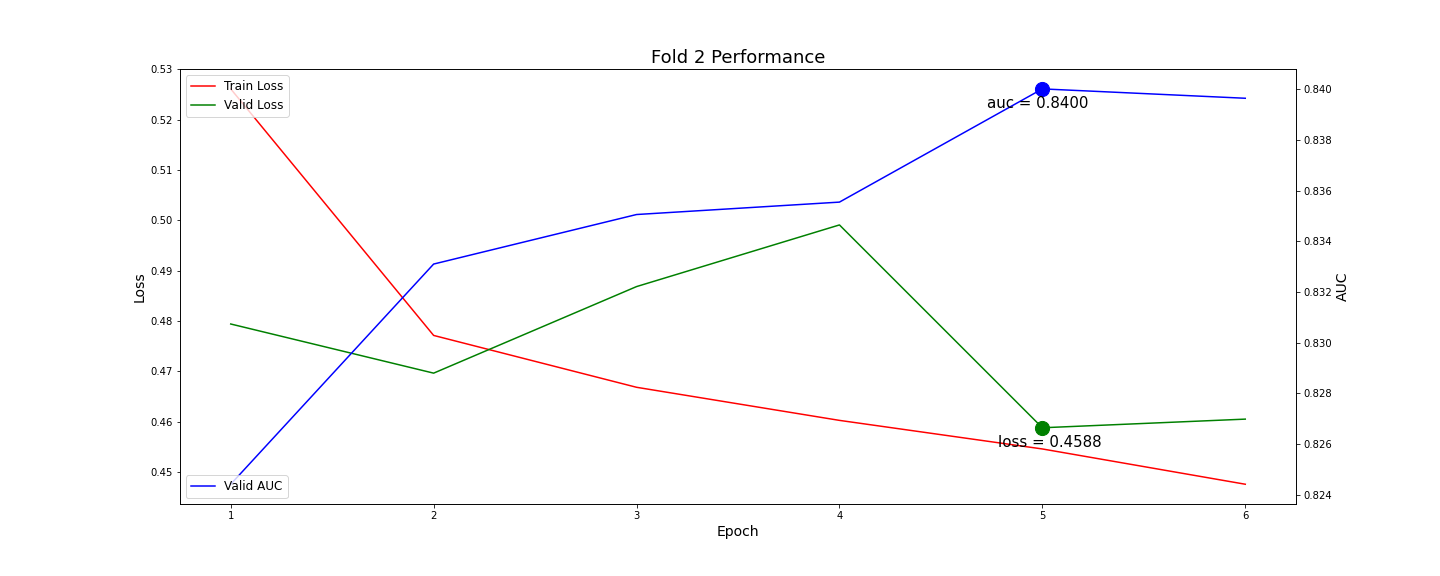 Fold 2 Performance
Train Loss
Valid Loss
Valid AUC
auc = 0.8400
loss = 0.4588
Loss
0.53
0.52
0.51
0.50
0.49
0.48
0.47
0.46
0.45
AUC
0.840
0.838
0.836
0.834
0.832
0.830
0.828
0.826
0.824
1 2 3 4 5 6
Epoch